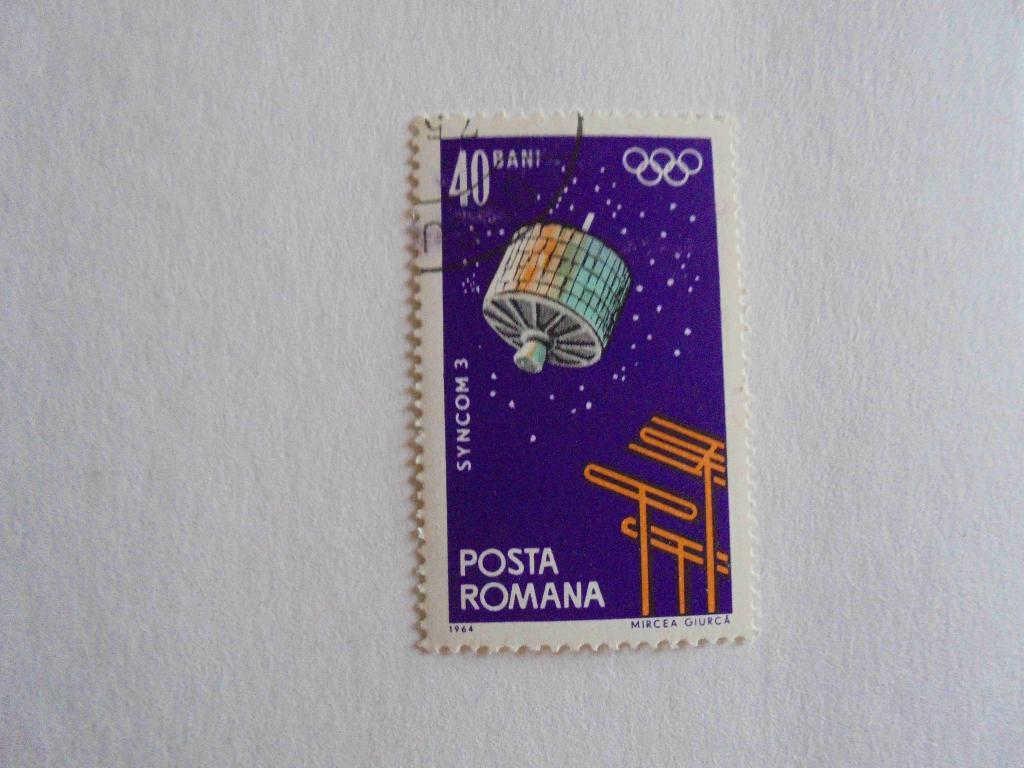 40 BANI
SYNCOM 3
POSTA
ROMANA
1964
MIRCEA GIURCĂ